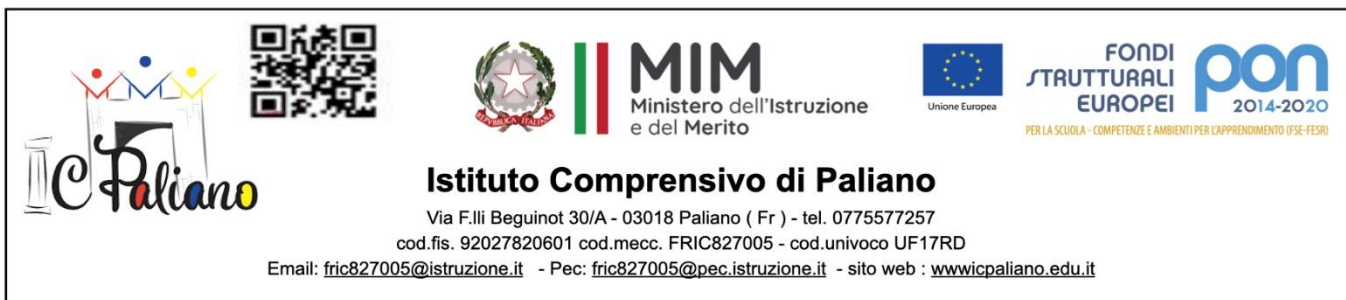 IC Paliano
REPVBBLICA ITALIANA
MIM
Ministero dell'Istruzione
e del Merito
Unione Europea
FONDI
STRUTTURALI
EUROPEI
pon
2014-2020
PER LA SCUOLA - COMPETENZE E AMBIENTI PER L'APPRENDIMENTO (FSE-FESR)
Istituto Comprensivo di Paliano
Via F.lli Beguinot 30/A - 03018 Paliano ( Fr ) - tel. 0775577257
cod.fis. 92027820601 cod.mecc. FRIC827005 - cod.univoco UF17RD
Email: fric827005@istruzione.it - Pec: fric827005@pec.istruzione.it - sito web : wwwicpaliano.edu.it